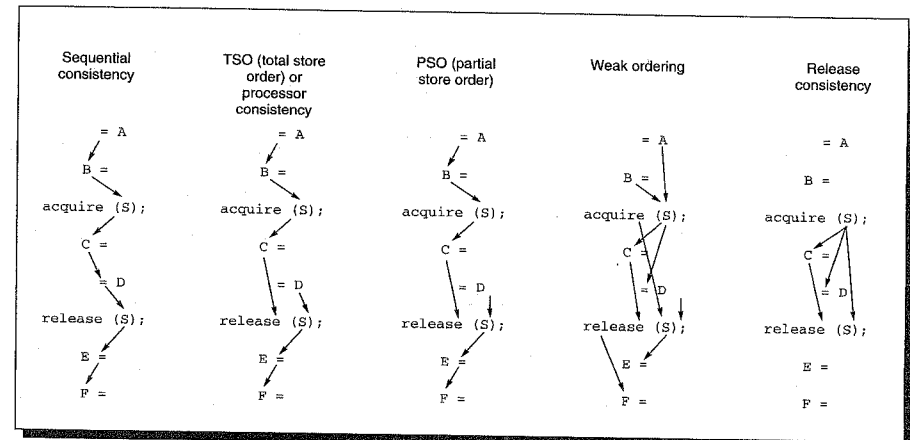 Sequential
consistency
= A
B =
acquire (S);
C =
= D
release (S);
E =
F =
TSO (total store
order) or
processor
consistency
= A
B =
acquire (S);
C =
= D
release (S);
E =
F =
PSO (partial
store order)
= A
B =
acquire (S);
C =
= D
release (S);
E =
F =
Weak ordering
= A
B =
acquire (S);
C =
= D
release (S);
E =
F =
Release
consistency
= A
B =
acquire (S);
C =
= D
release (S);
E =
F =